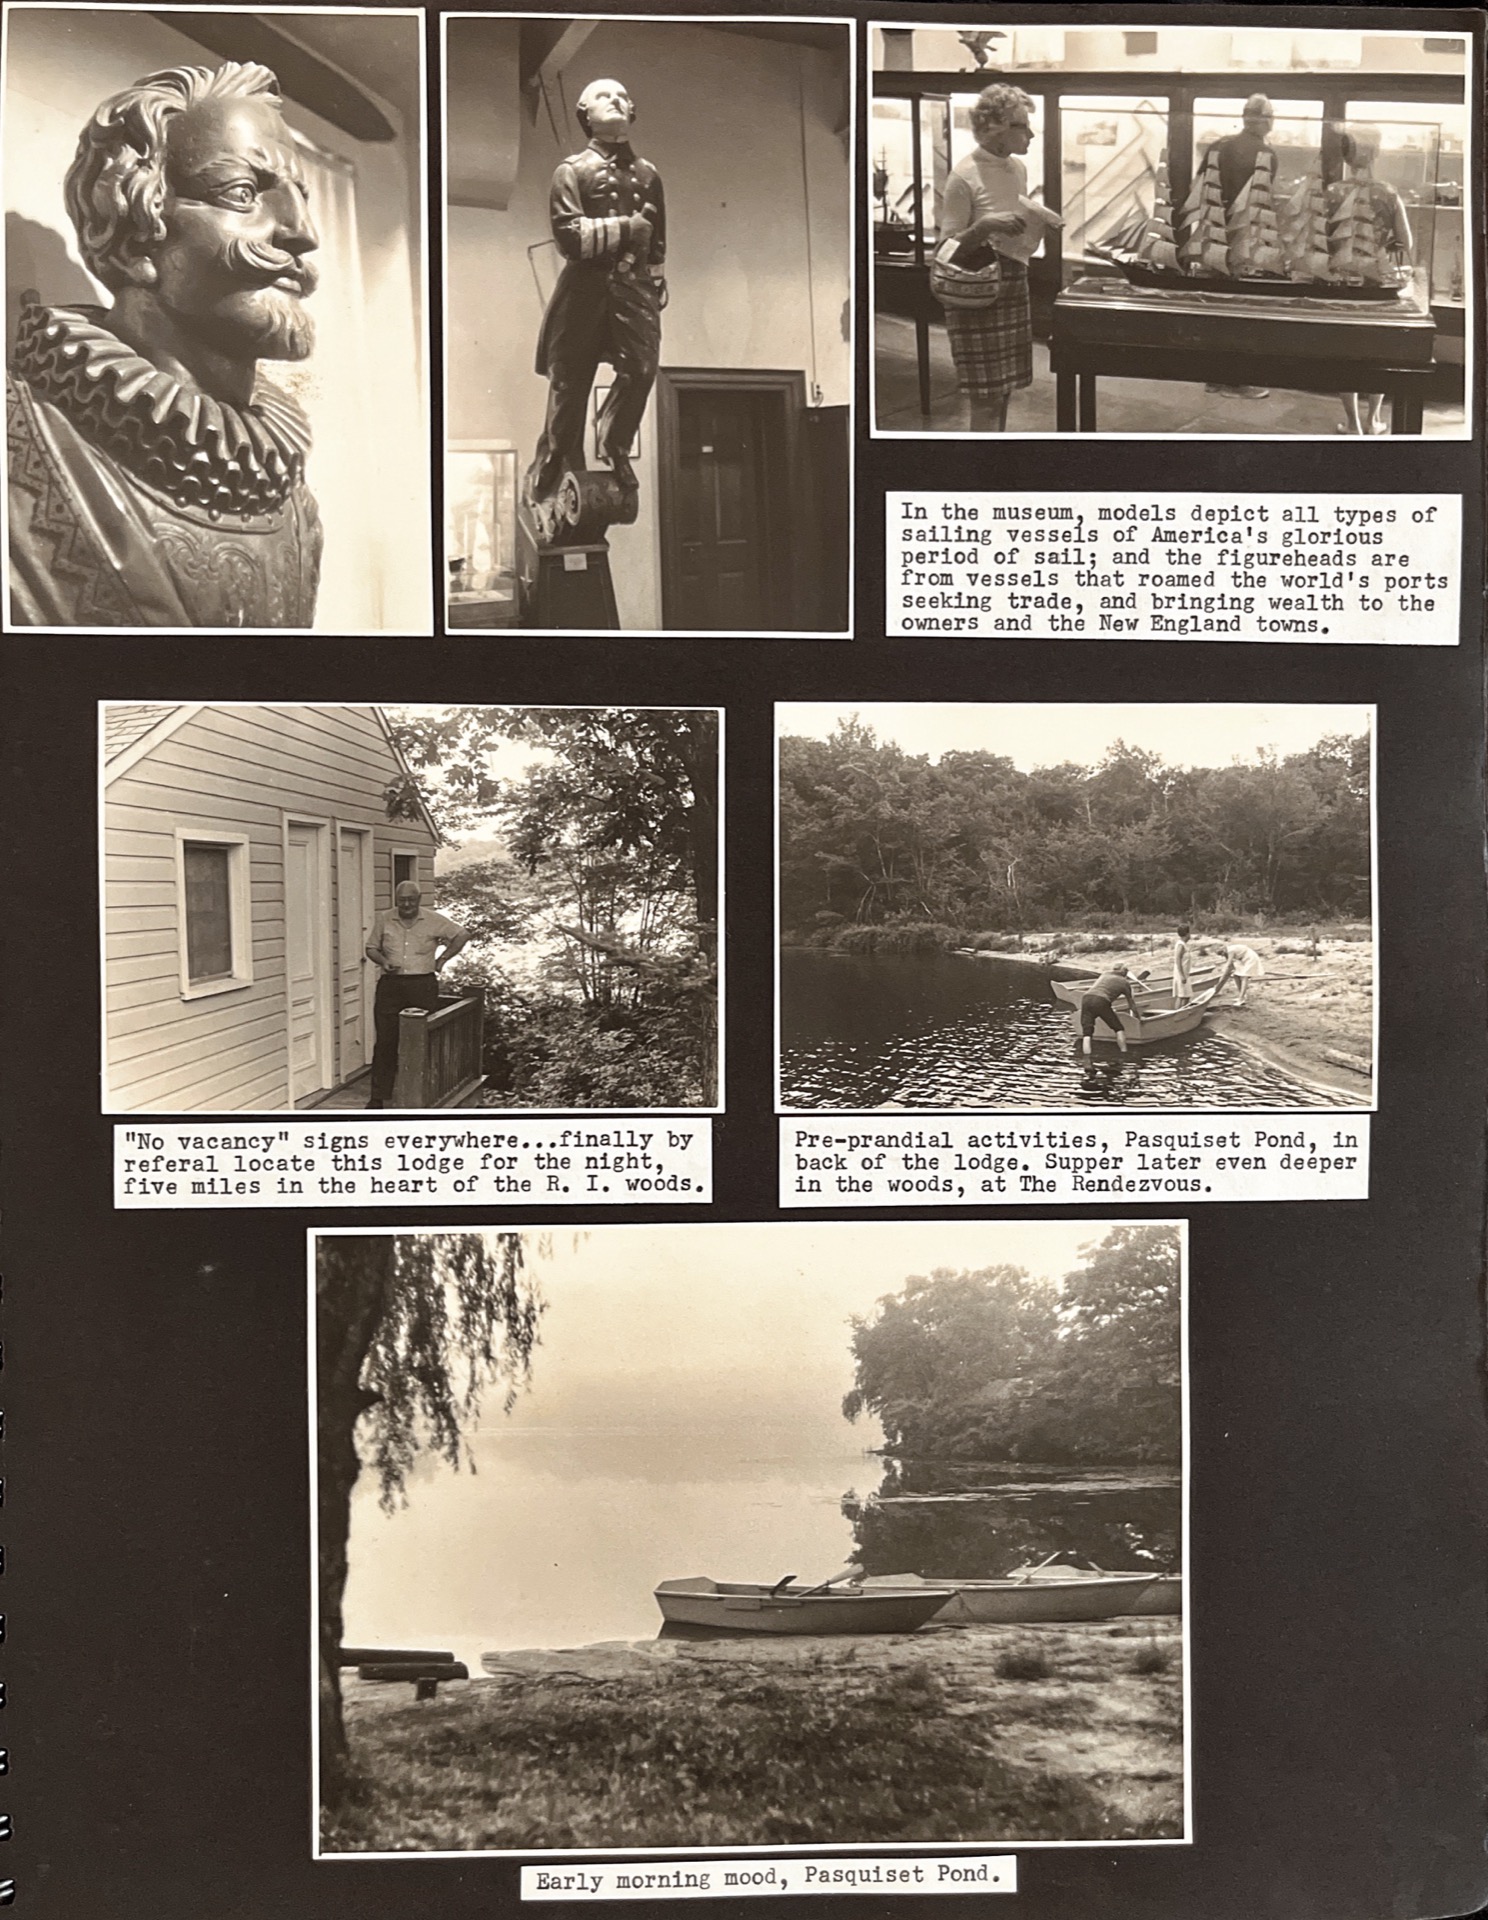 In the museum, models depict all types of
sailing vessels of America's glorious
period of sail; and the figureheads are
from vessels that roamed the world's ports
seeking trade, and bringing wealth to the
owners and the New England towns.
"No vacancy" signs everywhere...finally by
referal locate this lodge for the night,
five miles in the heart of the R. I. woods.
Pre-prandial activities, Pasquiset Pond, in
back of the lodge. Supper later even deeper
in the woods, at The Rendezvous.
Early morning mood, Pasquiset Pond.